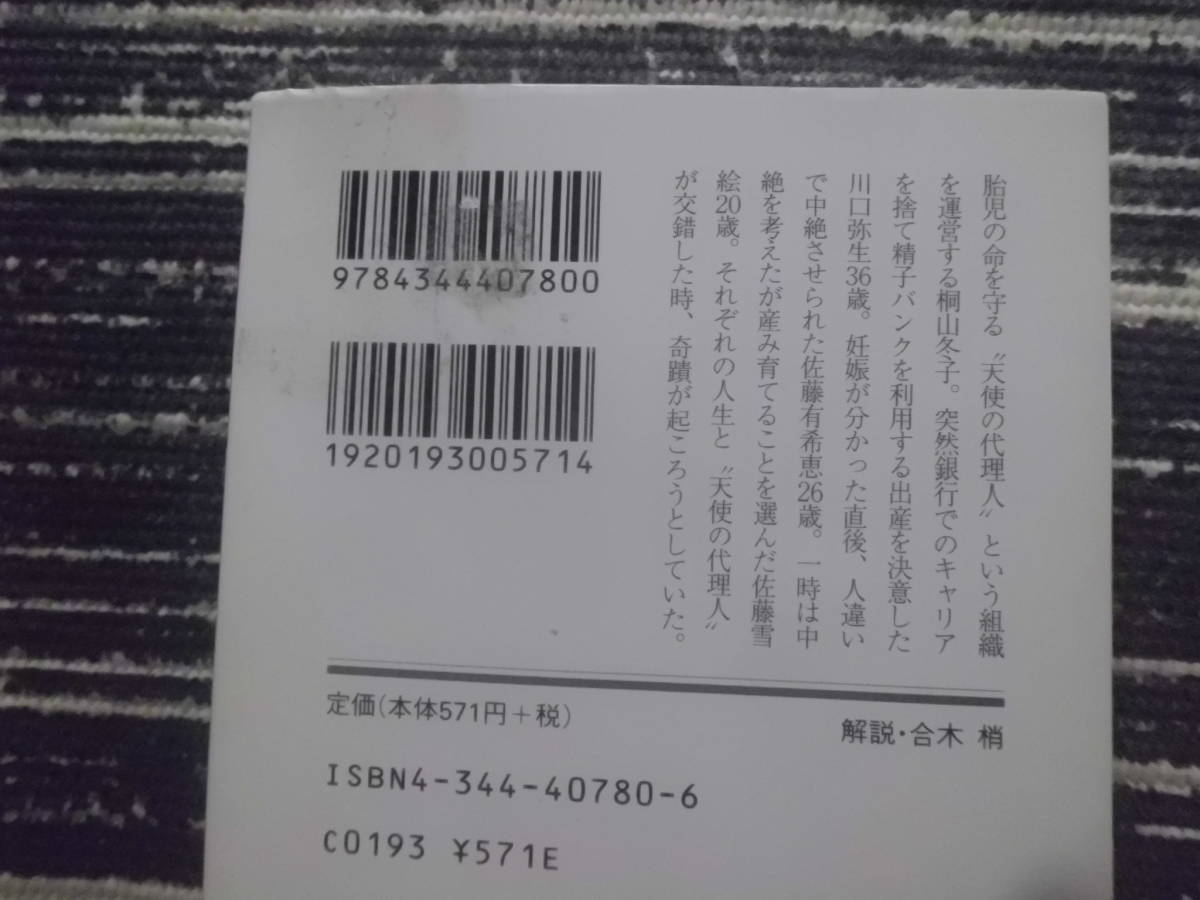 胎児の命を守る〝天使の代理人〟という組織
を運営する桐山冬子。突然銀行でのキャリア
を捨て精子バンクを利用する出産を決意した
川口弥生36歳。妊娠が分かった直後、人違い
で中絶させられた佐藤有希恵26歳。一時は中
絶を考えたが産み育てることを選んだ佐藤雪
絵20歳。それぞれの人生と〝天使の代理人〟
が交錯した時、奇蹟が起ころうとしていた。
9784344407800
1920193005714
定価(本体571円+税)
解説・合木 梢
ISBN4-344-40780-6
C0193 ¥571E